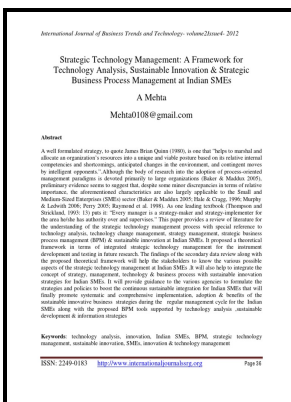 International Journal of Business Trends and Technology- volume2Issue4- 2012
Strategic Technology Management: A Framework for
Technology Analysis, Sustainable Innovation & Strategic
Business Process Management at Indian SMEs
A Mehta
Mehta0108@gmail.com
Abstract
A well formulated strategy, to quote James Brian Quinn (1980), is one that "helps to marshal and
allocate an organization's resources into a unique and viable posture based on its relative internal
competencies and shortcomings, anticipated changes in the environment, and contingent moves
by intelligent opponents.".Although the body of research into the adoption of process-oriented
management paradigms is devoted primarily to large organizations (Baker & Maddux 2005),
preliminary evidence seems to suggest that, despite some minor discrepancies in terms of relative
importance, the aforementioned characteristics are also largely applicable to the Small and
Medium-Sized Enterprises (SMEs) sector (Baker & Maddux 2005; Hale & Cragg, 1996; Murphy
& Ledwith 2006; Perry 2005; Raymond et al. 1998). As one leading textbook (Thompson and
Strickland, 1993: 13) puts it: "Every manager is a strategy-maker and strategy-implementer for
the area he/she has authority over and supervises." This paper provides a review of literature for
the understanding of the strategic technology management process with special reference to
technology analysis, technology change management, strategy management, strategic business
process management (BPM) & sustainable innovation at Indian SMEs. It proposed a theoretical
framework in terms of integrated strategic technology management for the instrument
development and testing in future research. The findings of the secondary data review along with
the proposed theoretical framework will help the stakeholders to know the various possible
aspects of the strategic technology management at Indian SMEs .It will also help to integrate the
concept of strategy, management, technology & business process with sustainable innovation
strategies for Indian SMEs. It will provide guidance to the various agencies to formulate the
strategies and policies to boost the continuous sustainable integration for Indian SMEs that will
finally promote systematic and comprehensive implementation, adoption & benefits of the
sustainable innovative business strategies during the regular management cycle for the Indian
SMEs along with the proposed BPM tools supported by technology analysis ,sustainable
development & information strategies
Keywords: technology analysis, innovation, Indian SMEs, BPM, strategic technology
management, sustainable innovation, SMEs, innovation & technology management
ISSN: 2249-0183 http://www.internationaljournalssrg.org Page 36